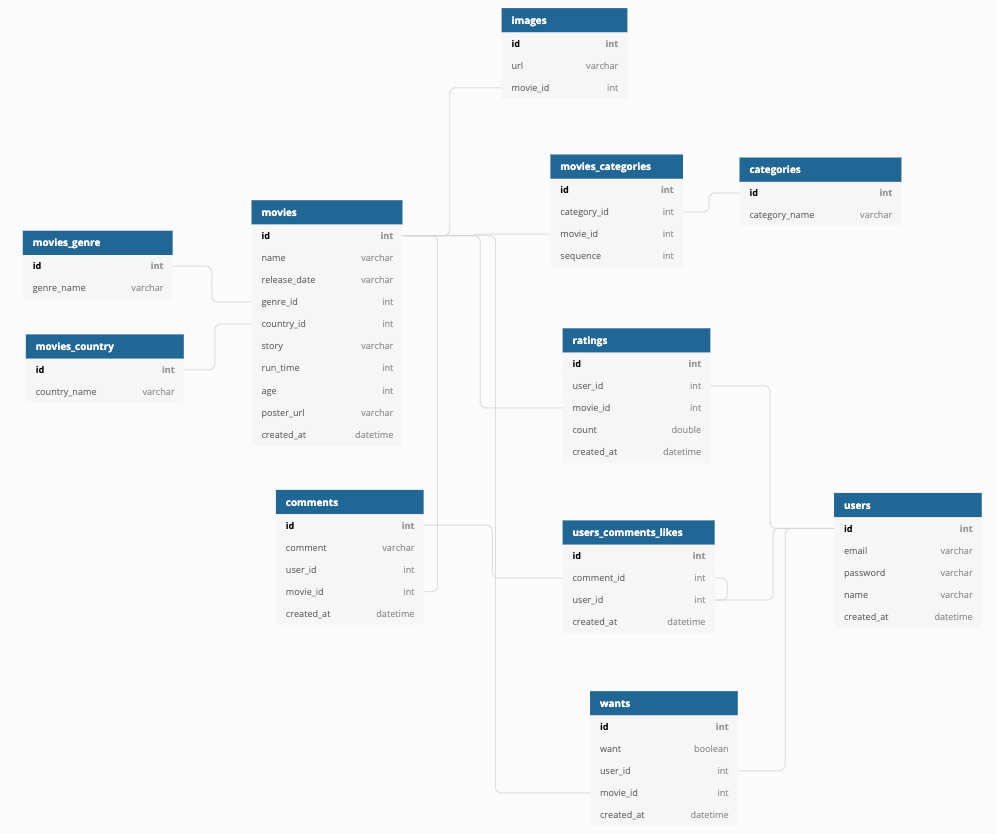 images
id int
url varchar
movie_id int
movies_categories
id int
category_id int
movie_id int
sequence int
categories
id int
category_name varchar
movies
id int
name varchar
release_date varchar
genre_id int
country_id int
story varchar
run_time int
age int
poster_url varchar
created_at datetime
movies_genre
id int
genre_name varchar
movies_country
id int
country_name varchar
ratings
id int
user_id int
movie_id int
count double
created_at datetime
comments
id int
comment varchar
user_id int
movie_id int
created_at datetime
users_comments_likes
id int
comment_id int
user_id int
created_at datetime
users
id int
email varchar
password varchar
name varchar
created_at datetime
wants
id int
want boolean
user_id int
movie_id int
created_at datetime